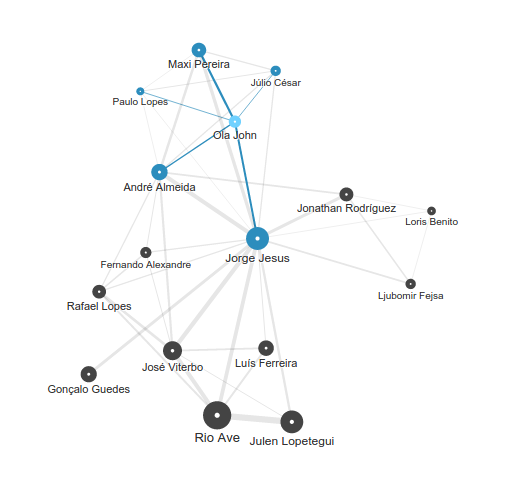 Maxi Pereira
Júlio César
Paulo Lopes
Ola John
André Almeida
Jonathan Rodríguez
Loris Benito
Jorge Jesus
Fernando Alexandre
Ljubomir Fejsa
Rafael Lopes
José Viterbo
Luís Ferreira
Gonçalo Guedes
Rio Ave
Julen Lopetegui